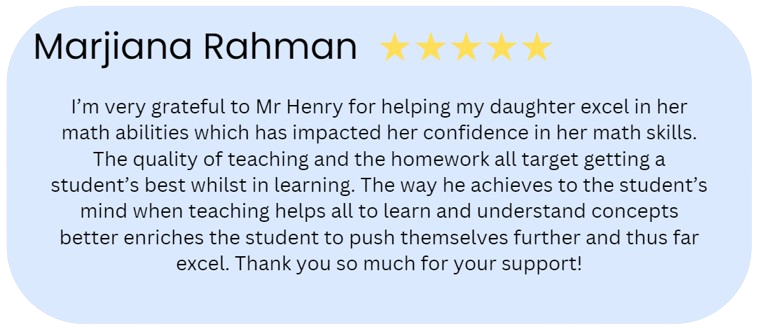 Marjiana Rahman
I’m very grateful to Mr Henry for helping my daughter excel in her
math abilities which has impacted her confidence in her math skills.
The quality of teaching and the homework all target getting a
student’s best whilst in learning. The way he achieves to the student’s
mind when teaching helps all to learn and understand concepts
better enriches the student to push themselves further and thus far
excel. Thank you so much for your support!